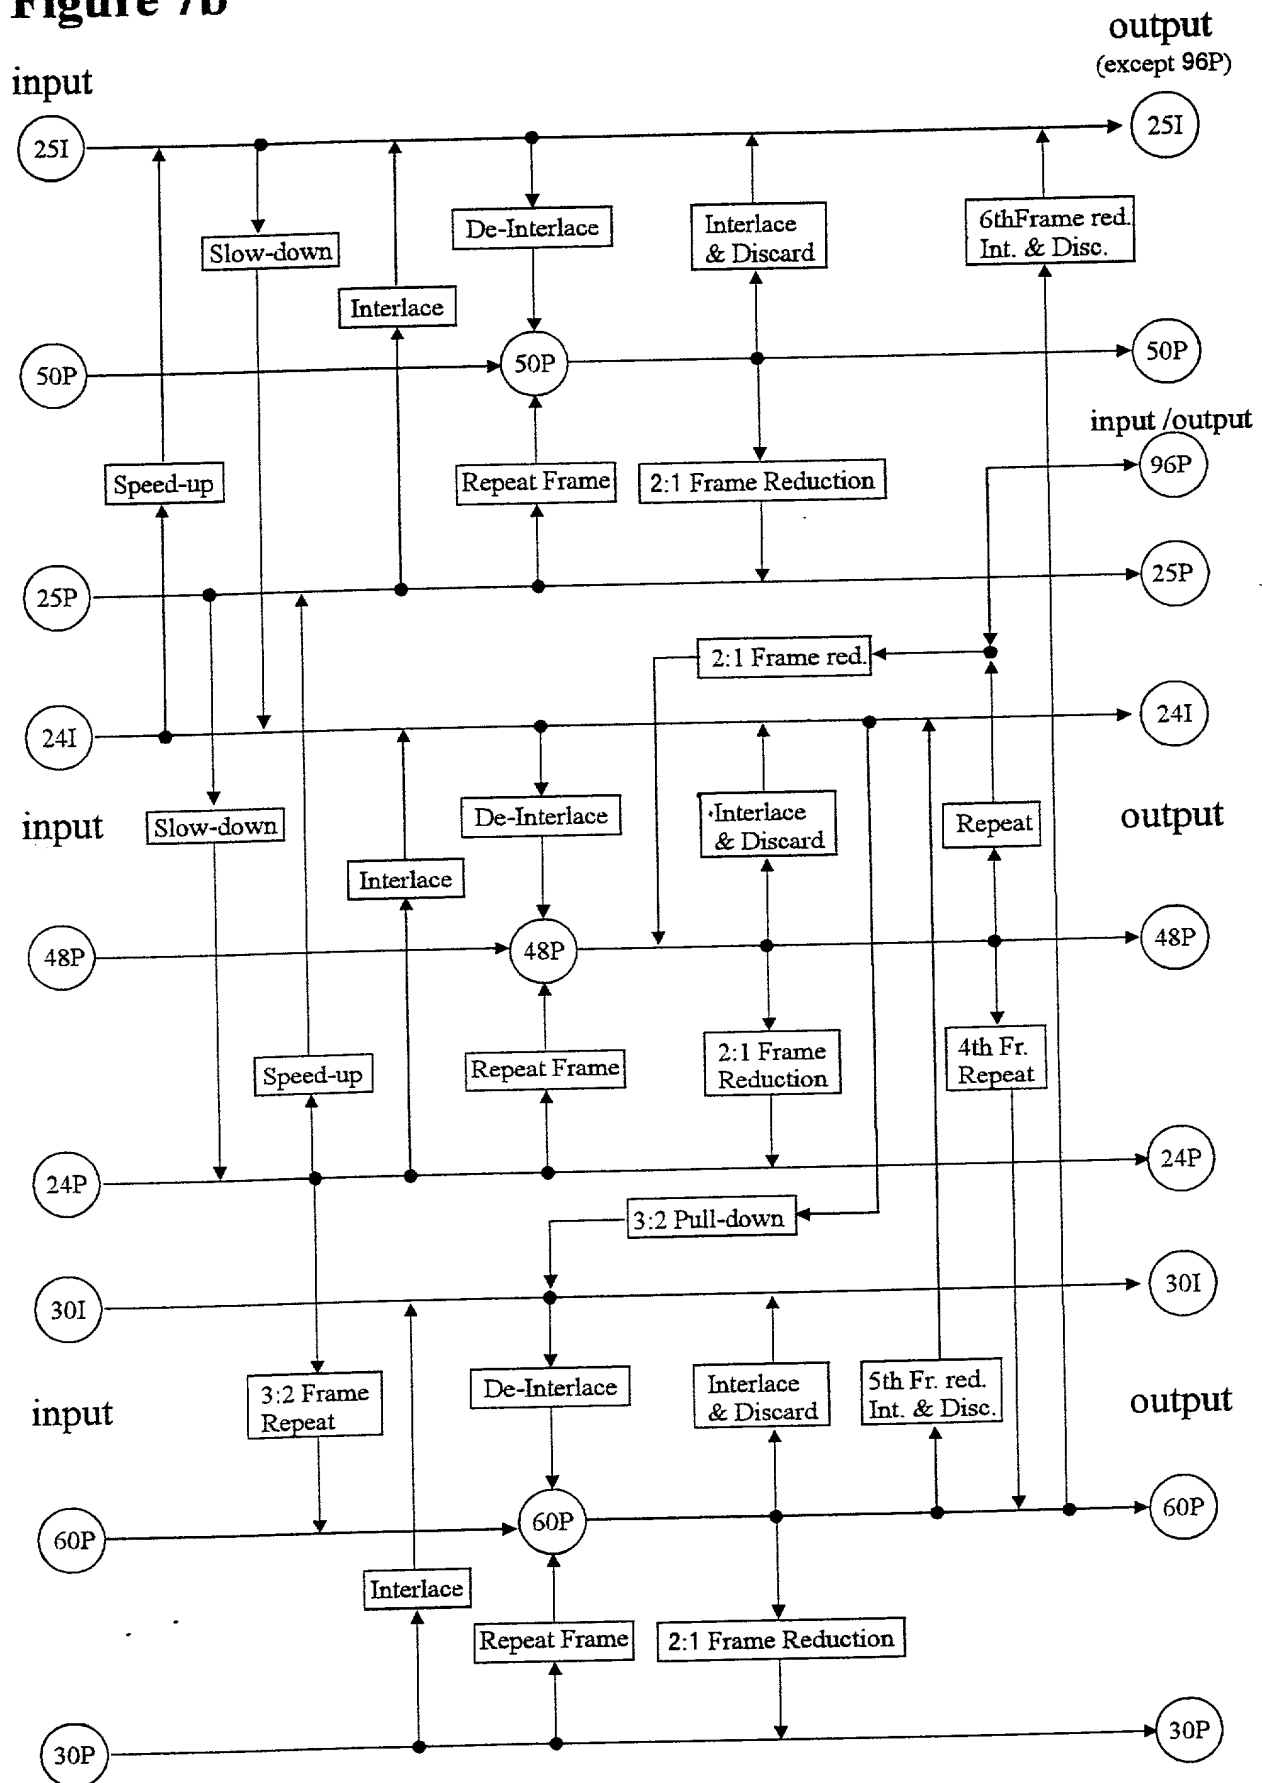 Figure 7b
output
(except 96P)
input
25I
25I
De-Interlace
Interlace
& Discard
6thFrame red.
Int. & Disc.
Slow-down
Interlace
50P
50P
50P
input /output
96P
Speed-up
Repeat Frame
2:1 Frame Reduction
25P
25P
2:1 Frame red.
24I
24I
input
Slow-down
De-Interlace
Interlace
& Discard
Repeat
output
Interlace
48P
48P
48P
Speed-up
Repeat Frame
2:1 Frame
Reduction
4th Fr.
Repeat
24P
24P
3:2 Pull-down
30I
30I
input
3:2 Frame
Repeat
De-Interlace
Interlace
& Discard
5th Fr. red.
Int. & Disc.
output
60P
60P
60P
Interlace
Repeat Frame
2:1 Frame Reduction
30P
30P